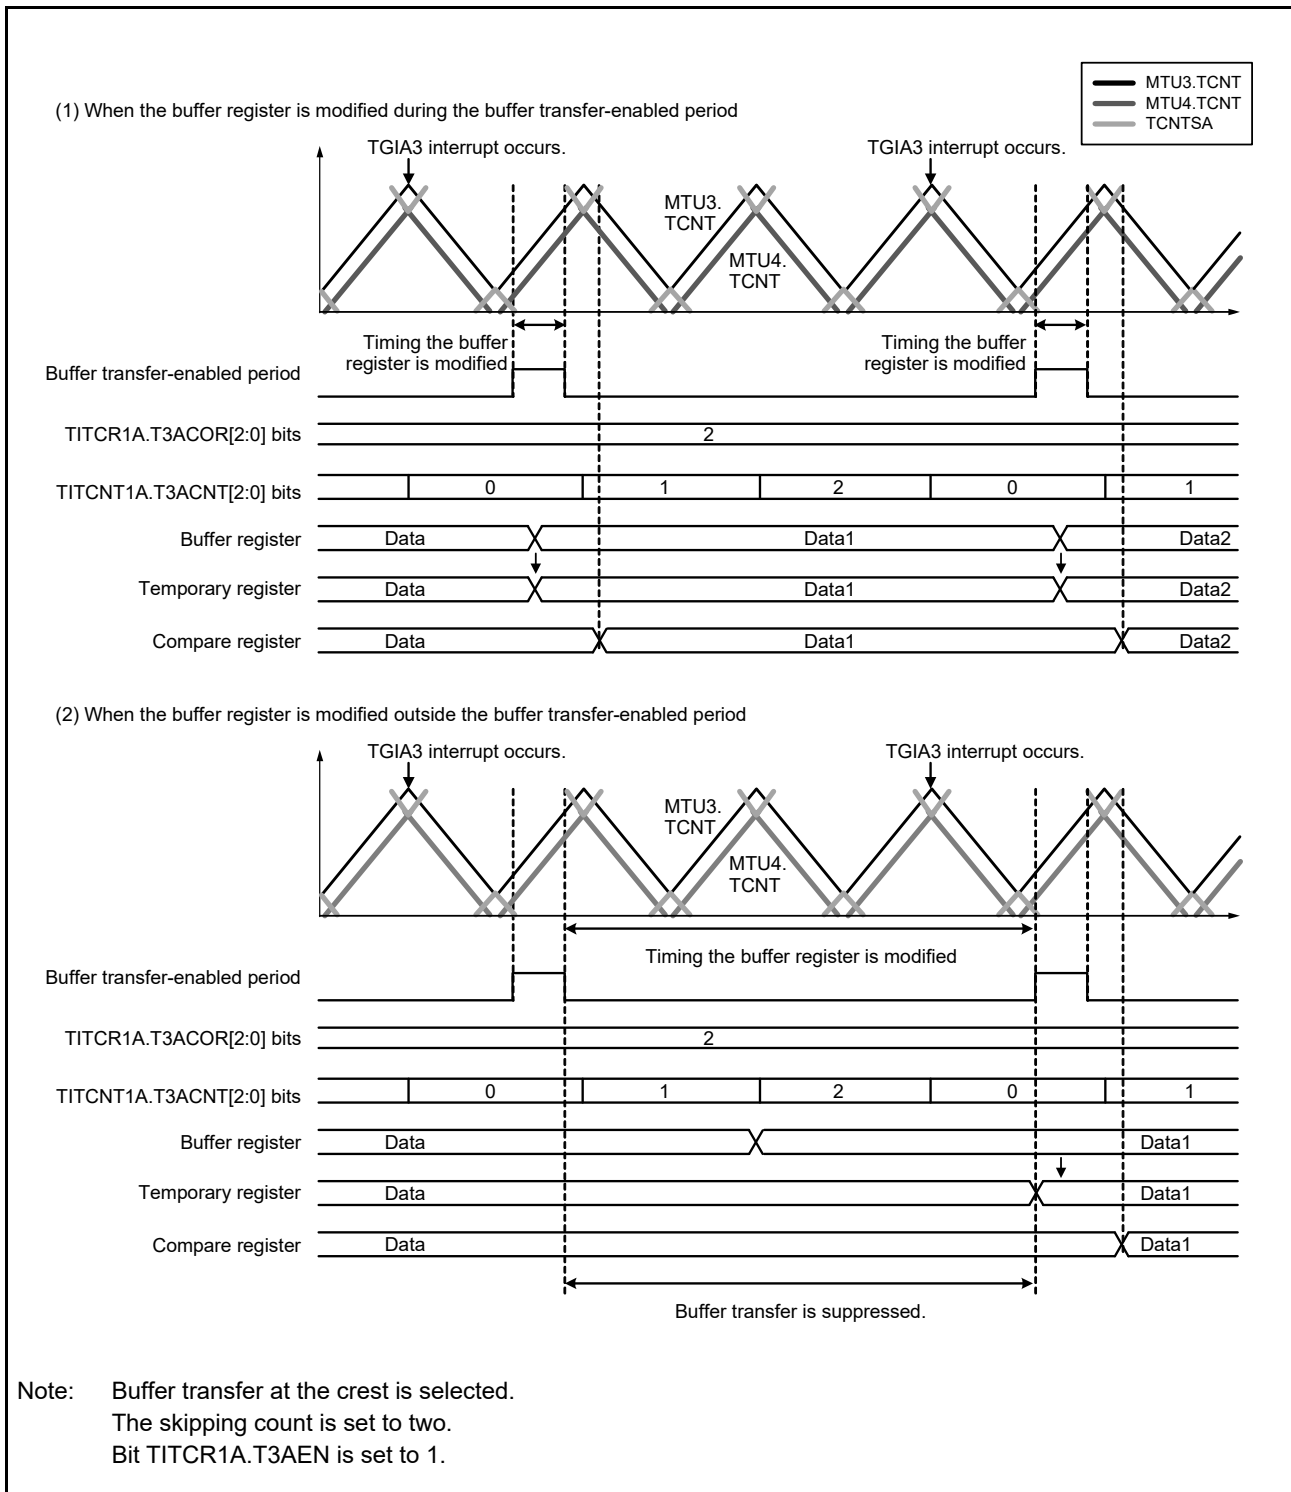 MTU3.TCNT
MTU4.TCNT
TCNTSA
(1) When the buffer register is modified during the buffer transfer-enabled period
TGIA3 interrupt occurs.
TGIA3 interrupt occurs.
MTU3.
TCNT
MTU4.
TCNT
Timing the buffer
register is modified
Timing the buffer
register is modified
Buffer transfer-enabled period
TITCR1A.T3ACOR[2:0] bits
2
TITCNT1A.T3ACNT[2:0] bits
0
1
2
0
1
Buffer register
Data
Data1
Data2
Temporary register
Data
Data1
Data2
Compare register
Data
Data1
Data2
(2) When the buffer register is modified outside the buffer transfer-enabled period
TGIA3 interrupt occurs.
TGIA3 interrupt occurs.
MTU3.
TCNT
MTU4.
TCNT
Timing the buffer register is modified
Buffer transfer-enabled period
TITCR1A.T3ACOR[2:0] bits
2
TITCNT1A.T3ACNT[2:0] bits
0
1
2
0
1
Buffer register
Data
Data1
Temporary register
Data
Data1
Compare register
Data
Data1
Buffer transfer is suppressed.
Note: Buffer transfer at the crest is selected.
The skipping count is set to two.
Bit TITCR1A.T3AEN is set to 1.